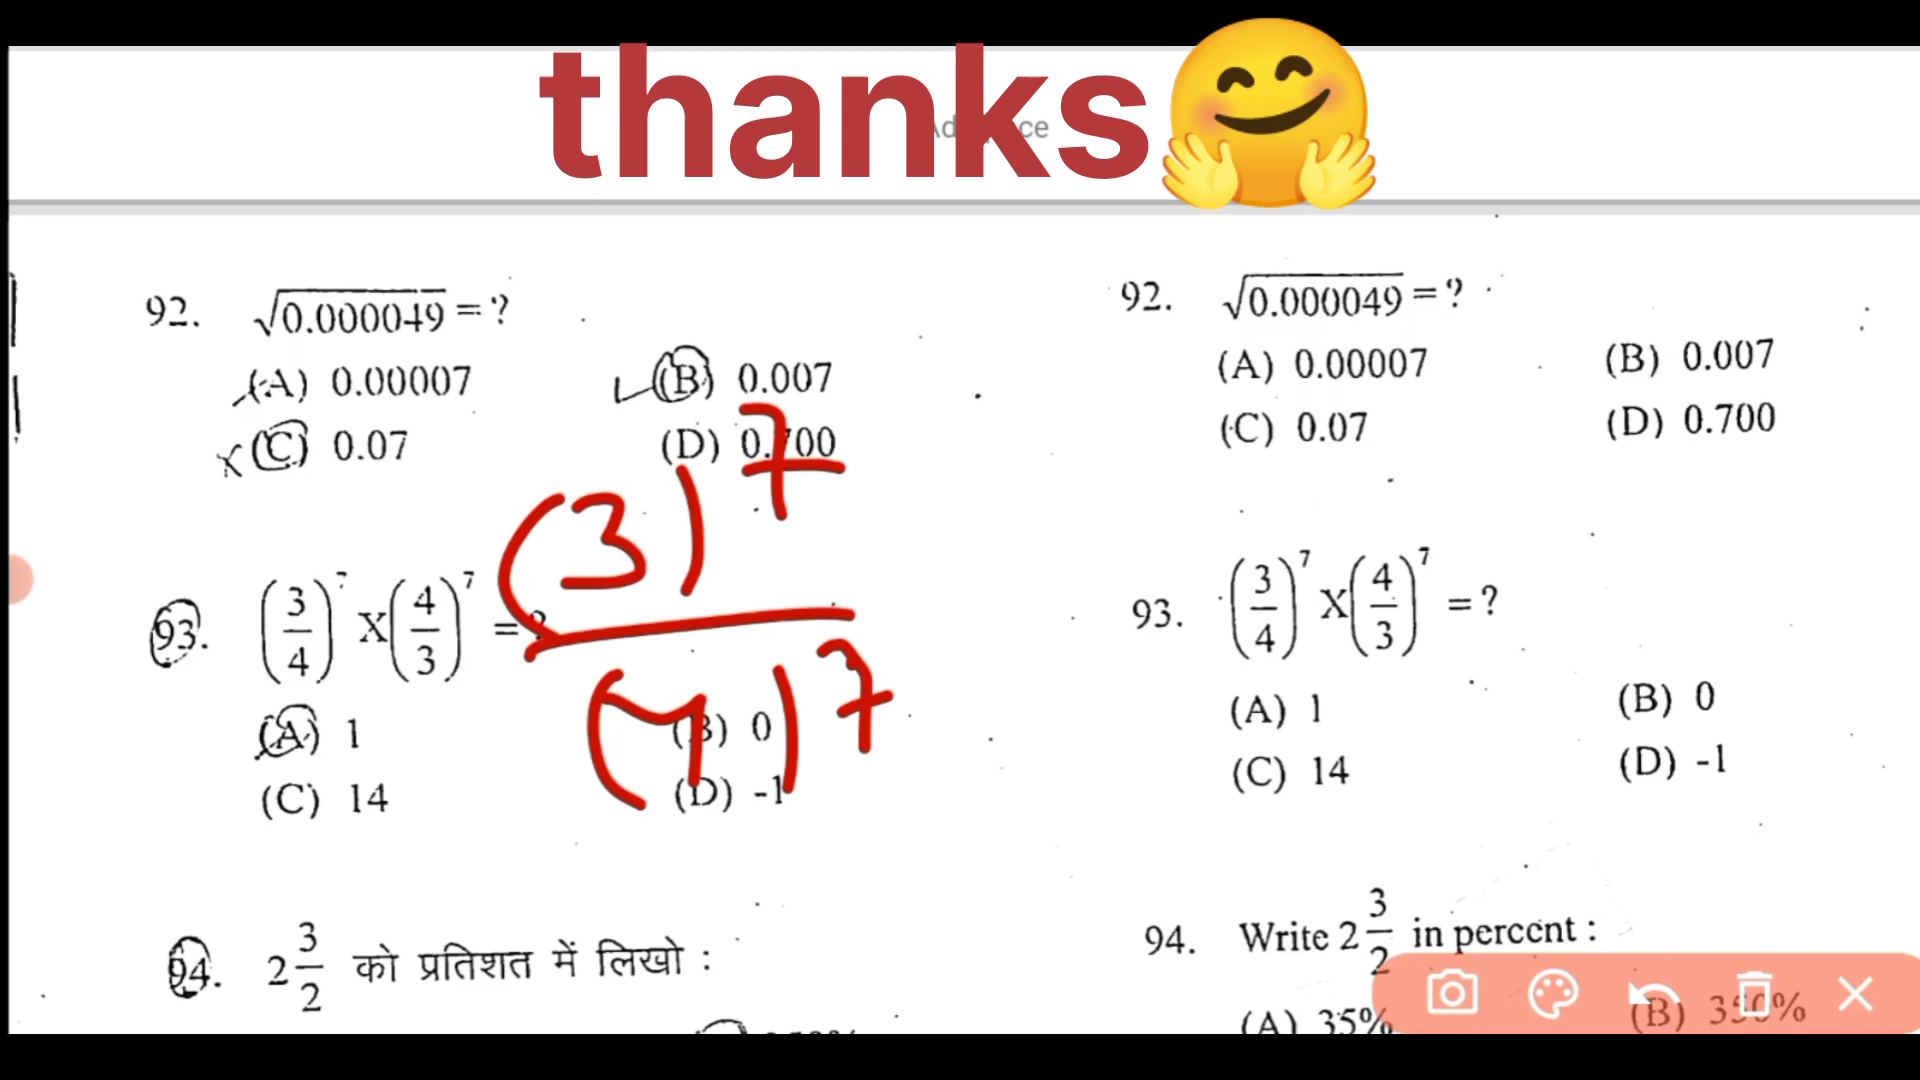 thanks🤗
92. √0.000049 = ?
(A) 0.00007 (B) 0.007
(C) 0.07 (D) 0.700
(3)^7 / (4)^7
93. (3/4)^7 X (4/3)^7 = ?
(A) 1 (B) 0
(C) 14 (D) -1
94. 2 3/2 को प्रतिशत में लिखो :
92. √0.000049 = ?
(A) 0.00007 (B) 0.007
(C) 0.07 (D) 0.700
93. (3/4)^7 X (4/3)^7 = ?
(A) 1 (B) 0
(C) 14 (D) -1
94. Write 2 3/2 in percent :
(A) 35% (B) 350%